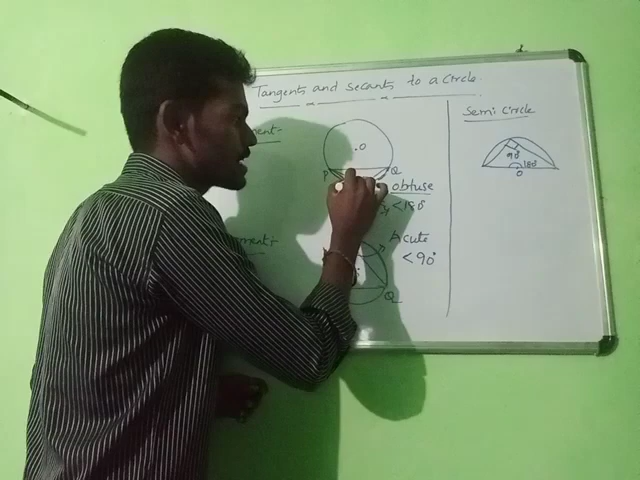 Tangents and secants to a circle.
Semi Circle
O
P
Q
90°
180°
O
obtuse
<180°
Acute
<90°
Q